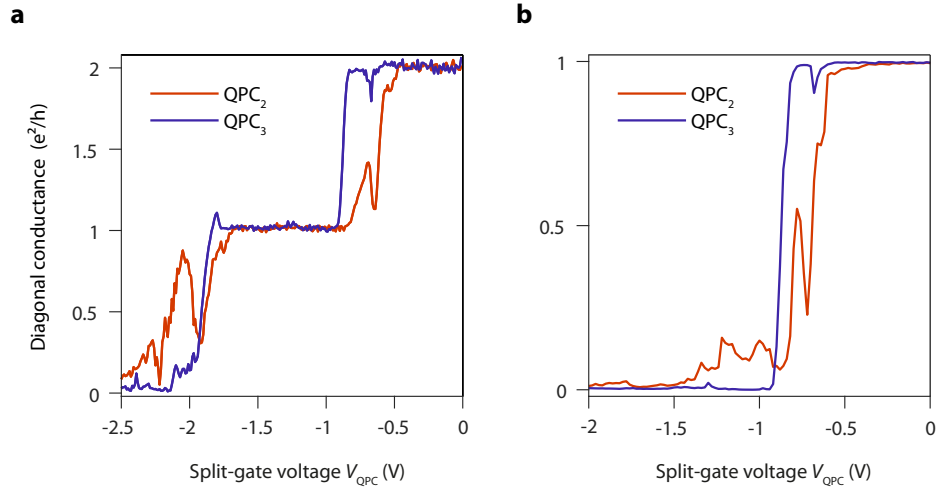 a
b
Diagonal conductance (e²/h)
2
1.5
1
0.5
0
QPC₂
QPC₃
-2.5
-2
-1.5
-1
-0.5
0
Split-gate voltage V_QPC (V)
1
0.5
0
QPC₂
QPC₃
-2
-1.5
-1
-0.5
0
Split-gate voltage V_QPC (V)